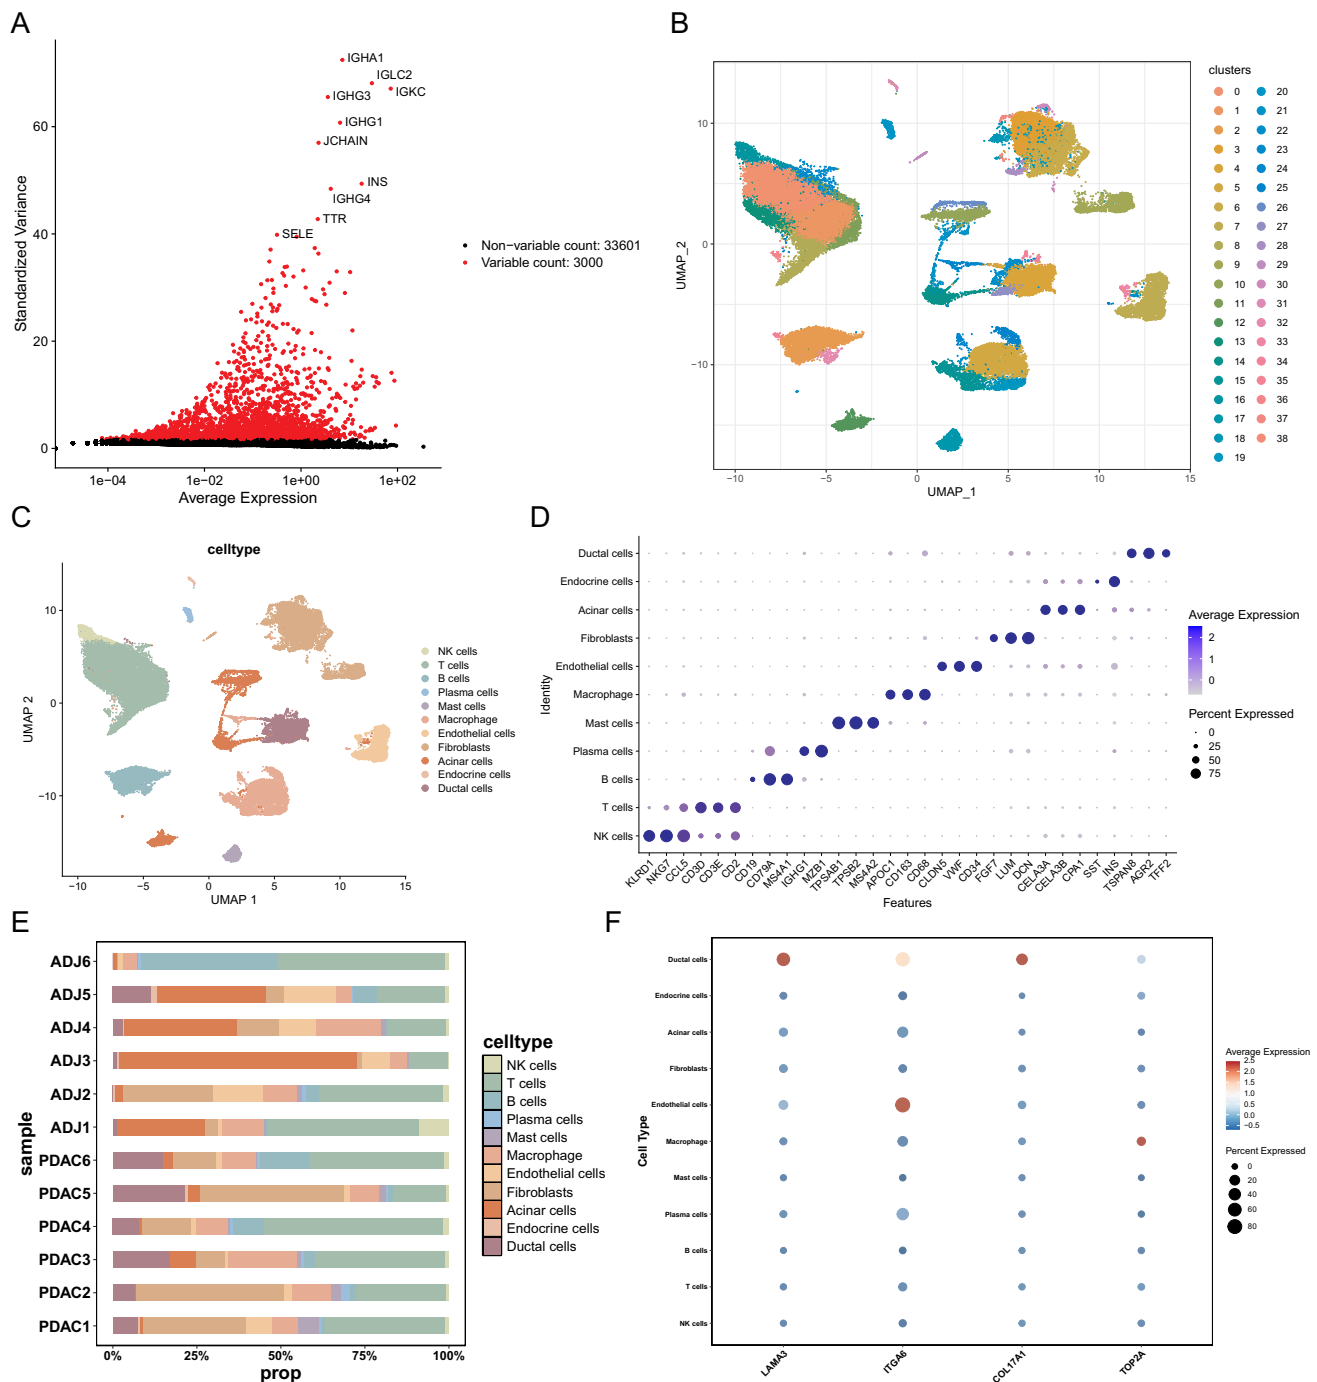 A
IGHA1
IGLC2
IGKC
IGHG3
IGHG1
JCHAIN
INS
IGHG4
TTR
SELE
60
40
20
0
Standardized Variance
1e−04
1e−02
1e+00
1e+02
Average Expression
Non−variable count: 33601
Variable count: 3000
B
10
0
−10
UMAP_2
−10
−5
0
5
10
15
UMAP_1
clusters
0
1
2
3
4
5
6
7
8
9
10
11
12
13
14
15
16
17
18
19
20
21
22
23
24
25
26
27
28
29
30
31
32
33
34
35
36
37
38
C
celltype
10
0
−10
UMAP 2
−10
−5
0
5
10
15
UMAP 1
NK cells
T cells
B cells
Plasma cells
Mast cells
Macrophage
Endothelial cells
Fibroblasts
Acinar cells
Endocrine cells
Ductal cells
D
Identity
Ductal cells
Endocrine cells
Acinar cells
Fibroblasts
Endothelial cells
Macrophage
Mast cells
Plasma cells
B cells
T cells
NK cells
KLRD1
NKG7
CCL5
CD3D
CD3E
CD2
CD19
CD79A
MS4A1
IGHG1
MZB1
TPSAB1
TPSB2
MS4A2
APOC1
CD163
CD68
CLDN5
VWF
CD34
FGF7
LUM
DCN
CELA3A
CELA3B
CPA1
SST
INS
TSPAN8
AGR2
TFF2
Features
Average Expression
2
1
0
Percent Expressed
0
25
50
75
E
sample
ADJ6
ADJ5
ADJ4
ADJ3
ADJ2
ADJ1
PDAC6
PDAC5
PDAC4
PDAC3
PDAC2
PDAC1
0%
25%
50%
75%
100%
prop
celltype
NK cells
T cells
B cells
Plasma cells
Mast cells
Macrophage
Endothelial cells
Fibroblasts
Acinar cells
Endocrine cells
Ductal cells
F
Cell Type
Ductal cells
Endocrine cells
Acinar cells
Fibroblasts
Endothelial cells
Macrophage
Mast cells
Plasma cells
B cells
T cells
NK cells
LAMA3
ITGA6
COL17A1
TOP2A
Average Expression
2.5
2.0
1.5
1.0
0.5
0.0
−0.5
Percent Expressed
0
20
40
60
80